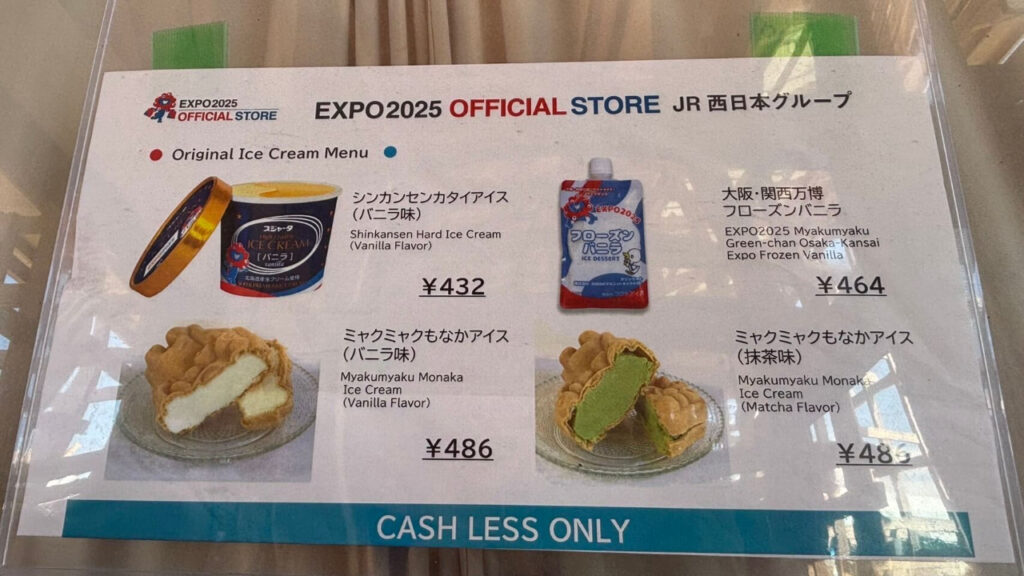 EXPO2025
OFFICIAL STORE
EXPO2025 OFFICIAL STORE JR 西日本グループ
Original Ice Cream Menu
スジャータ
ICE CREAM
[バニラ]
vanilla
シンカンセンカタイアイス
(バニラ味)
Shinkansen Hard Ice Cream
(Vanilla Flavor)
¥432
EXPO2025
フローズン
バニラ
ICE DESSERT
大阪・関西万博
フローズンバニラ
EXPO2025 Myakumyaku
Green-chan Osaka-Kansai
Expo Frozen Vanilla
¥464
ミャクミャクもなかアイス
(バニラ味)
Myakumyaku Monaka
Ice Cream
(Vanilla Flavor)
¥486
ミャクミャクもなかアイス
(抹茶味)
Myakumyaku Monaka
Ice Cream
(Matcha Flavor)
¥486
CASH LESS ONLY